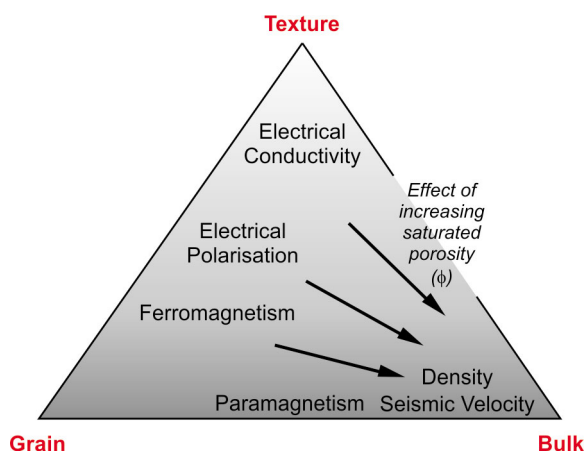 Texture
Electrical
Conductivity
Effect of
increasing
saturated
porosity
(ϕ)
Electrical
Polarisation
Ferromagnetism
Density
Paramagnetism Seismic Velocity
Grain
Bulk